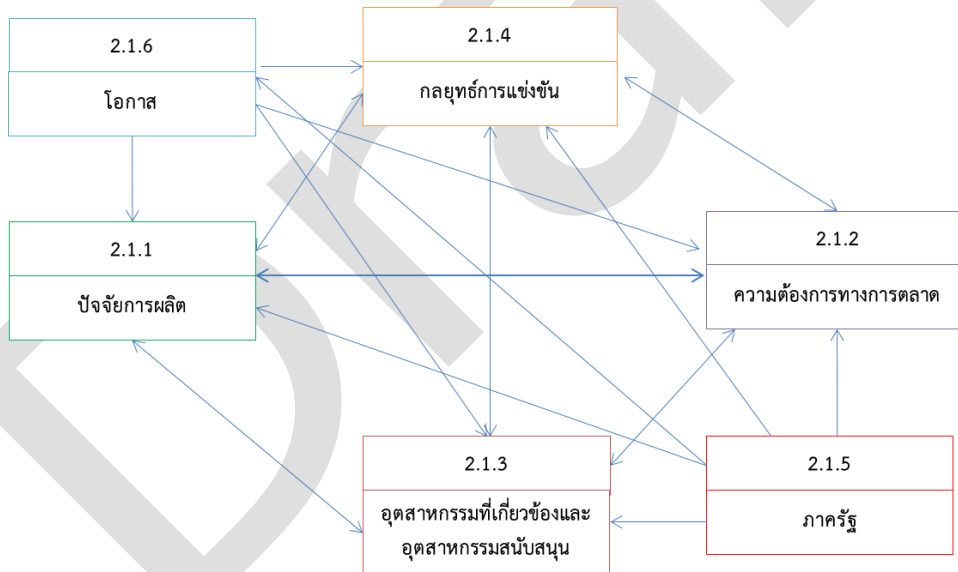 2.1.6
โอกาส
2.1.4
กลยุทธ์การแข่งขัน
2.1.1
ปัจจัยการผลิต
2.1.2
ความต้องการทางการตลาด
2.1.3
อุตสาหกรรมที่เกี่ยวข้องและ
อุตสาหกรรมสนับสนุน
2.1.5
ภาครัฐ